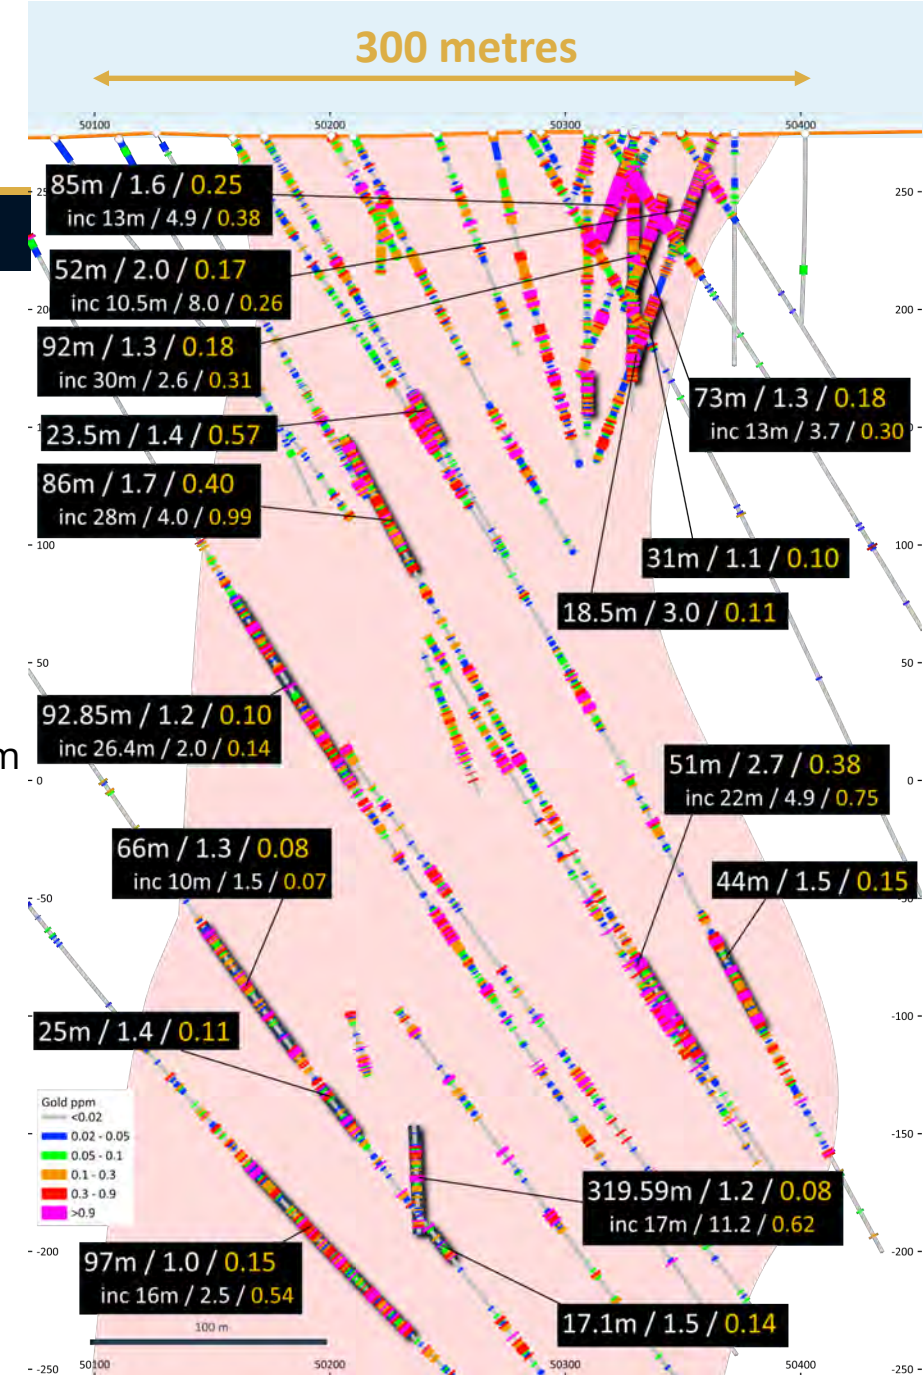 300 metres
50100 50200 50300 50400
85m / 1.6 / 0.25
inc 13m / 4.9 / 0.38
250
52m / 2.0 / 0.17
inc 10.5m / 8.0 / 0.26
200
92m / 1.3 / 0.18
inc 30m / 2.6 / 0.31
73m / 1.3 / 0.18
inc 13m / 3.7 / 0.30
23.5m / 1.4 / 0.57
86m / 1.7 / 0.40
inc 28m / 4.0 / 0.99
100 100
31m / 1.1 / 0.10
18.5m / 3.0 / 0.11
50 50
92.85m / 1.2 / 0.10
inc 26.4m / 2.0 / 0.14
m
51m / 2.7 / 0.38
inc 22m / 4.9 / 0.75
0 0
66m / 1.3 / 0.08
inc 10m / 1.5 / 0.07
44m / 1.5 / 0.15
-50
-100
25m / 1.4 / 0.11
Gold ppm
<0.02
0.02 - 0.05
0.05 - 0.1
0.1 - 0.3
0.3 - 0.9
>0.9
-150
319.59m / 1.2 / 0.08
inc 17m / 11.2 / 0.62
-200 -200
97m / 1.0 / 0.15
inc 16m / 2.5 / 0.54
17.1m / 1.5 / 0.14
100 m
-250 50100 50200 50300 50400 -250